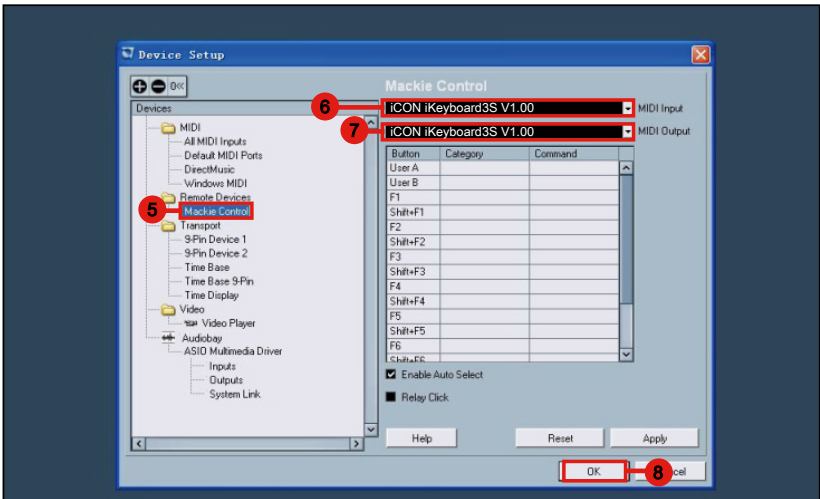 Device Setup
0«
Mackie Control
Devices
6
iCON iKeyboard3S V1.00
MIDI Input
7
iCON iKeyboard3S V1.00
MIDI Output
MIDI
All MIDI Inputs
Default MIDI Ports
DirectMusic
Windows MIDI
Remote Devices
5
Mackie Control
Transport
9-Pin Device 1
9-Pin Device 2
Time Base
Time Base 9-Pin
Time Display
Video
Video Player
Audiobay
ASIO Multimedia Driver
Inputs
Outputs
System Link
Button Category Command
User A
User B
F1
Shift+F1
F2
Shift+F2
F3
Shift+F3
F4
Shift+F4
F5
Shift+F5
F6
Shift+F6
Enable Auto Select
Relay Click
Help Reset Apply
OK 8 cel